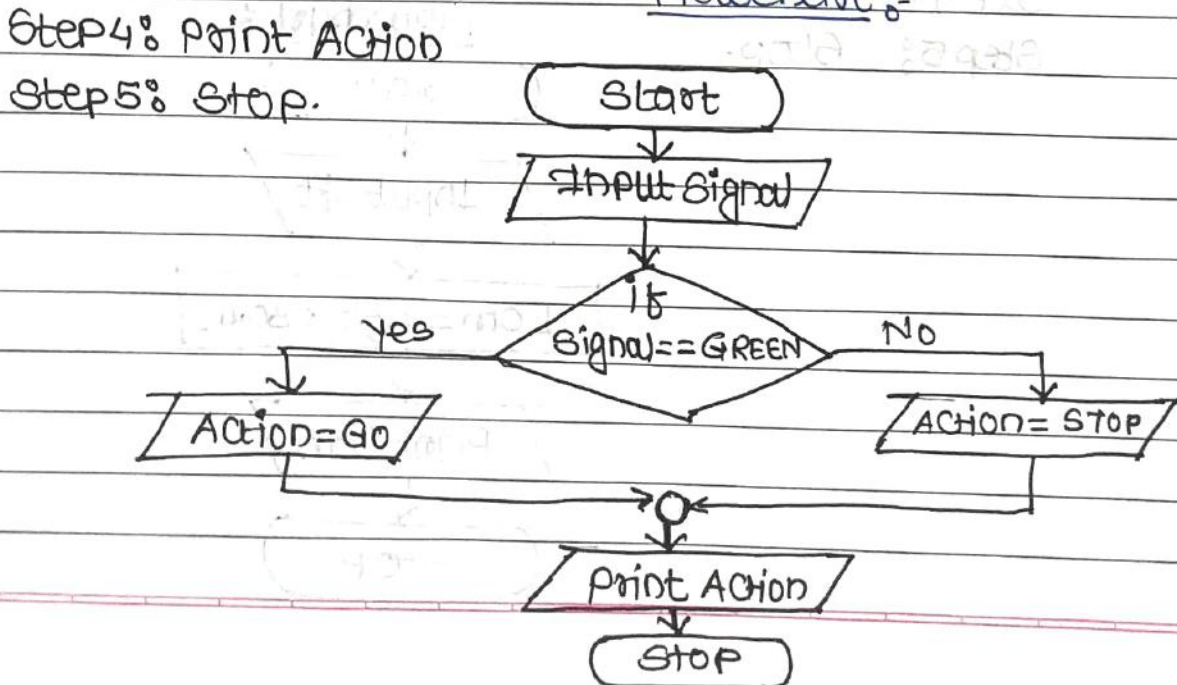 Flowchart :-
Step4: Print Action
Step5: Stop.
Start
Input Signal
if
Signal==GREEN
Yes
No
Action=GO
Action= STOP
Print Action
Stop